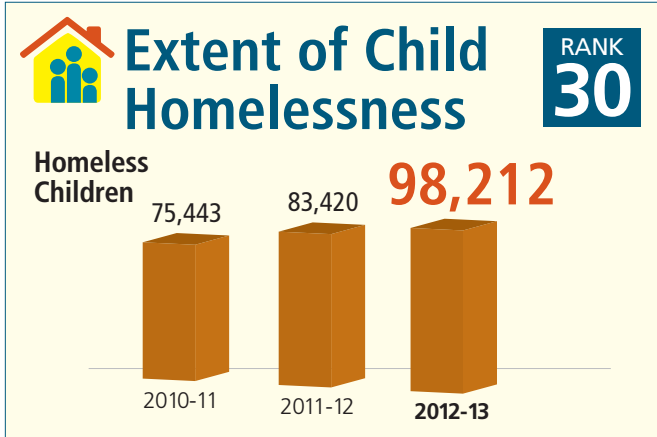 Extent of Child
Homelessness
RANK
30
Homeless
Children
75,443
83,420
98,212
2010-11
2011-12
2012-13